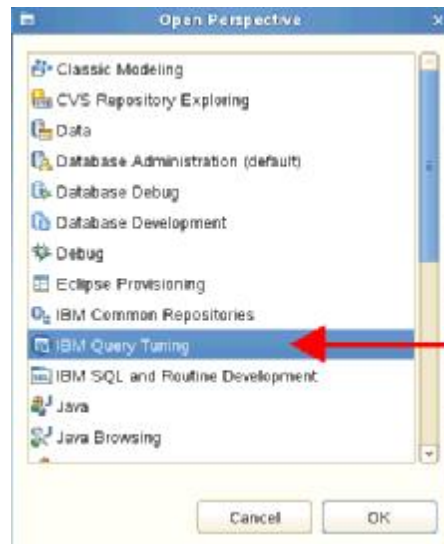 Open Perspective
Classic Modeling
CVS Repository Exploring
Data
Database Administration (default)
Database Debug
Database Development
Debug
Eclipse Provisioning
IBM Common Repositories
IBM Query Tuning
IBM SQL and Routine Development
Java
Java Browsing
Cancel
OK